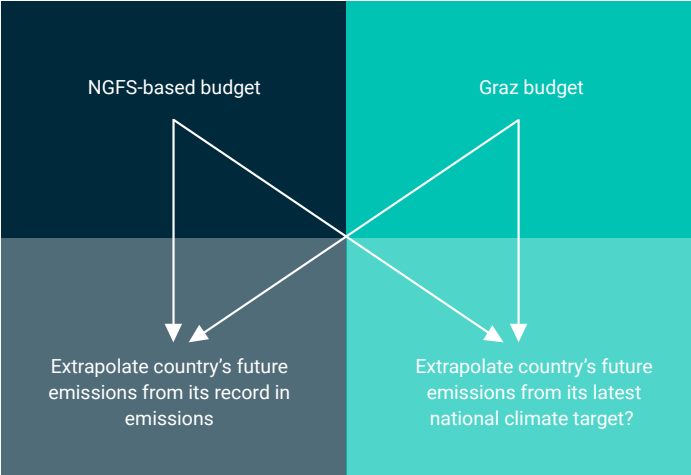 NGFS-based budget
Graz budget
Extrapolate country’s future
emissions from its record in
emissions
Extrapolate country’s future
emissions from its latest
national climate target?